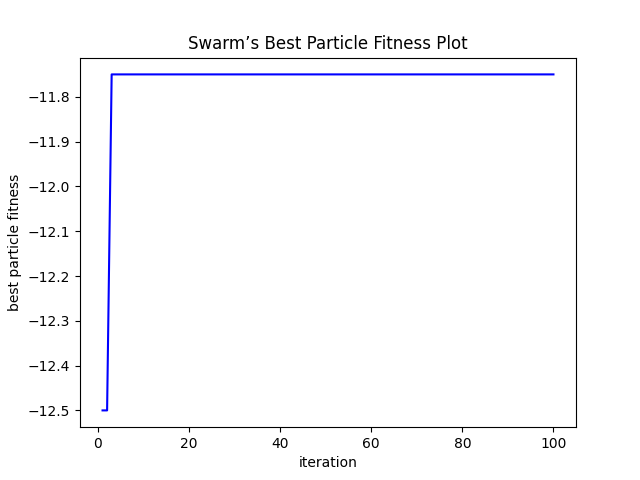 Swarm’s Best Particle Fitness Plot
best particle fitness
−11.8
−11.9
−12.0
−12.1
−12.2
−12.3
−12.4
−12.5
0 20 40 60 80 100
iteration